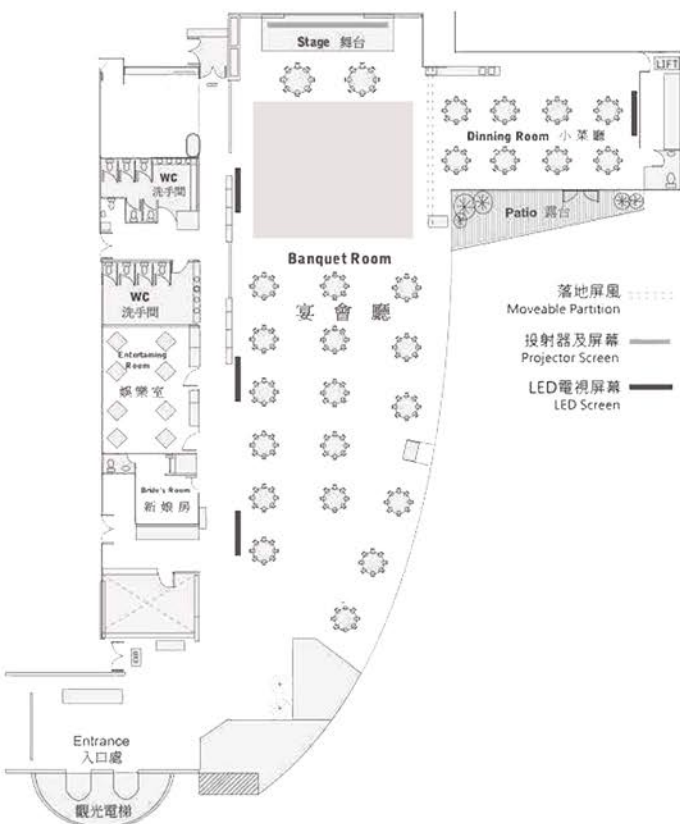 Stage 舞台
LIFT
Dinning Room 小菜廳
WC
洗手間
Patio 露台
Banquet Room
宴會廳
WC
洗手間
落地屏風
Moveable Partition
投射器及屏幕
Projector Screen
LED電視屏幕
LED Screen
Entertaining
Room
娛樂室
Bride's Room
新娘房
Entrance
入口處
觀光電梯